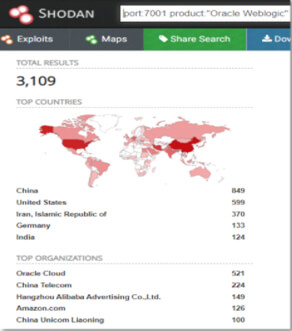 SHODAN
port 7001 product "Oracle Weblogic"
Exploits
Maps
Share Search
Dow
TOTAL RESULTS
3,109
TOP COUNTRIES
China 849
United States 599
Iran, Islamic Republic of 370
Germany 133
India 124
TOP ORGANIZATIONS
Oracle Cloud 521
China Telecom 224
Hangzhou Alibaba Advertising Co.,Ltd. 149
Amazon.com 126
China Unicom Liaoning 100